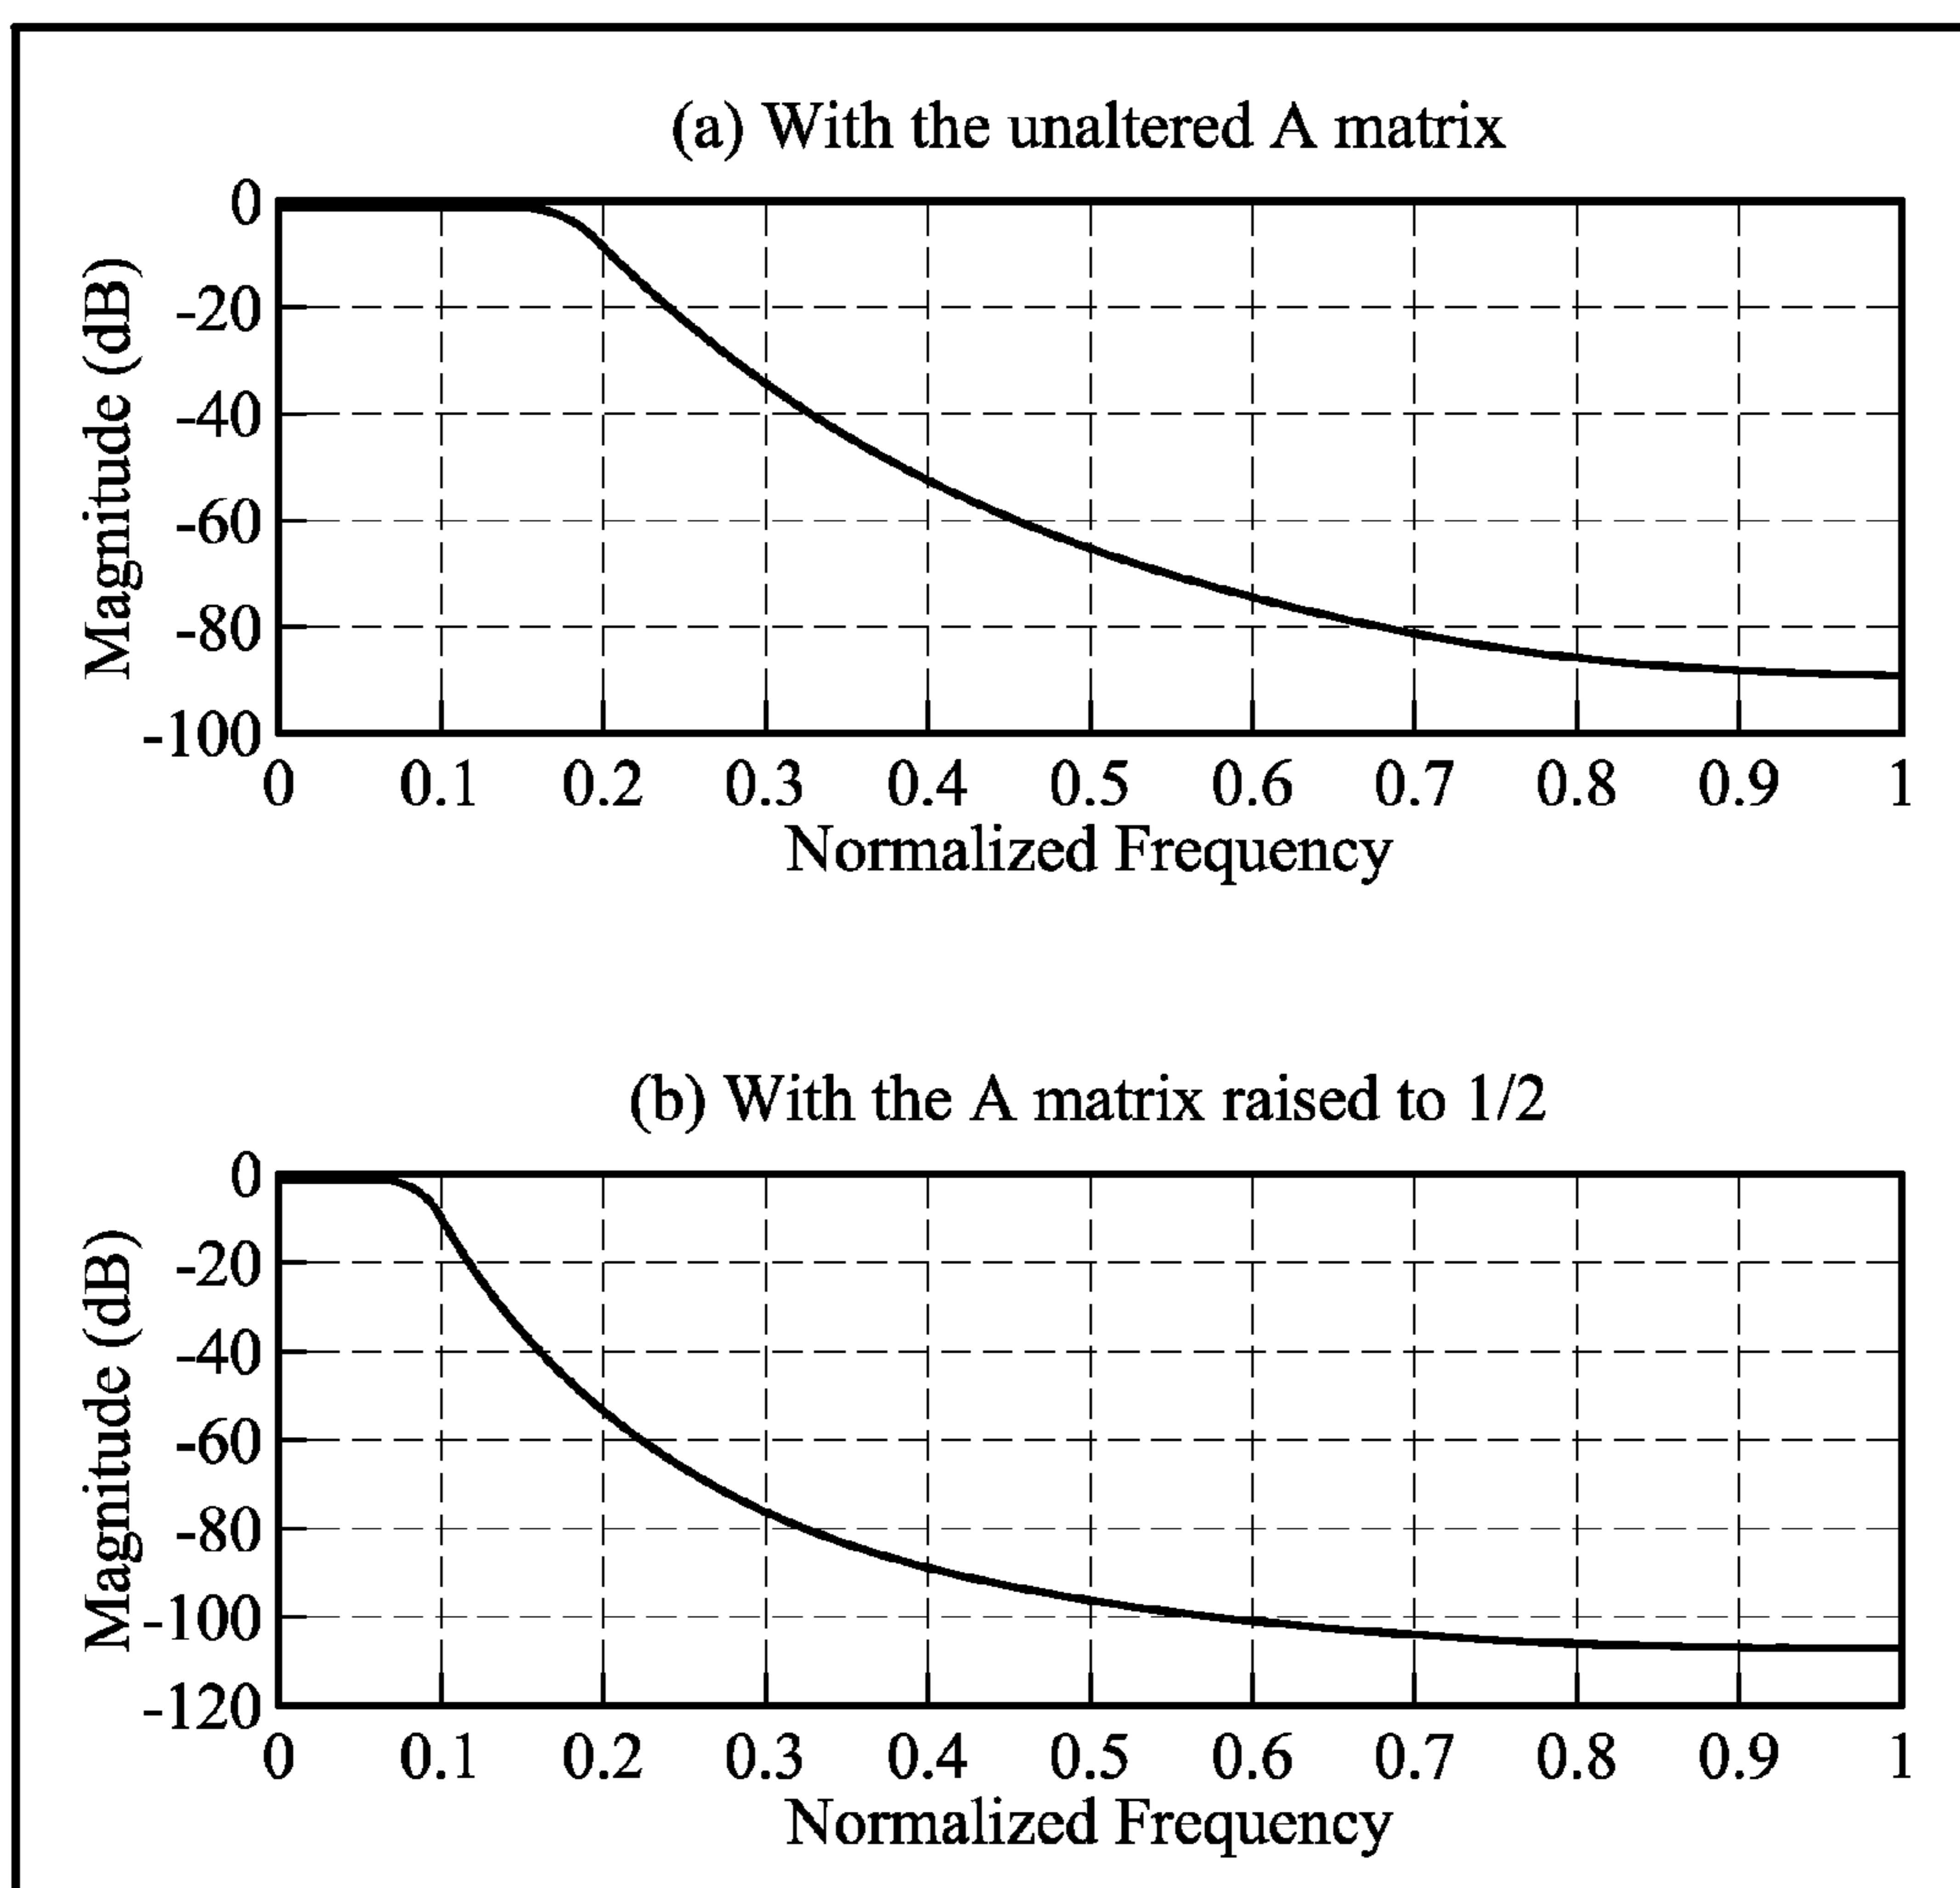 (a) With the unaltered A matrix
Magnitude (dB)
0
-20
-40
-60
-80
-100
0 0.1 0.2 0.3 0.4 0.5 0.6 0.7 0.8 0.9 1
Normalized Frequency
(b) With the A matrix raised to 1/2
Magnitude (dB)
0
-20
-40
-60
-80
-100
-120
0 0.1 0.2 0.3 0.4 0.5 0.6 0.7 0.8 0.9 1
Normalized Frequency